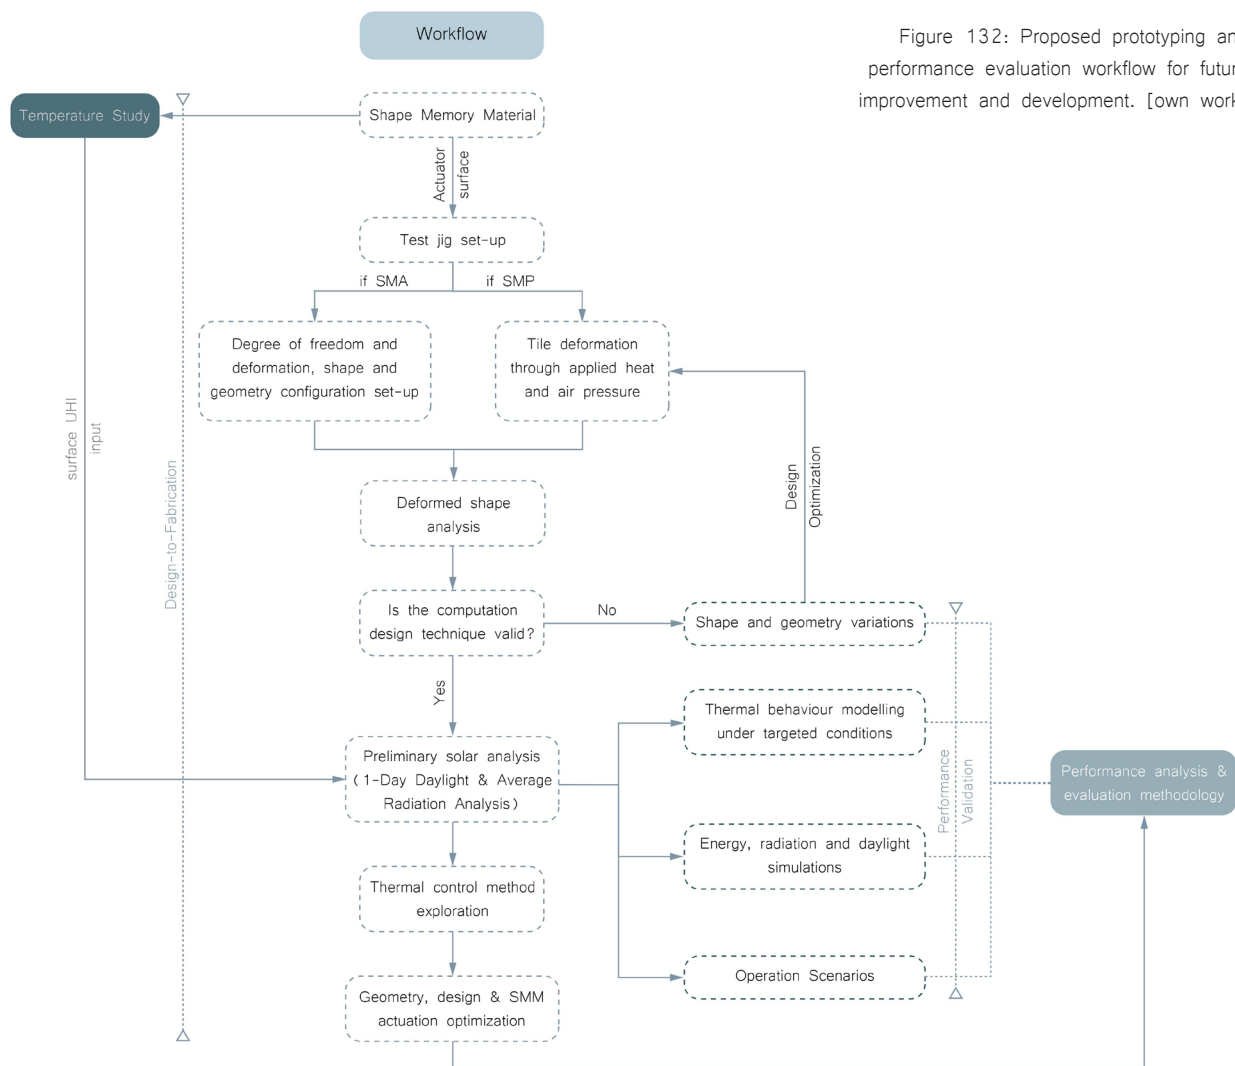 Workflow
Figure 132: Proposed prototyping an
performance evaluation workflow for futur
improvement and development. [own work
Temperature Study
Shape Memory Material
Actuator
surface
Test jig set-up
if SMA
if SMP
Degree of freedom and
deformation, shape and
geometry configuration set-up
Tile deformation
through applied heat
and air pressure
surface UHI
input
Design-to-Fabrication
Design
Optimization
Deformed shape
analysis
Is the computation
design technique valid?
No
Shape and geometry variations
Yes
Preliminary solar analysis
(1-Day Daylight & Average
Radiation Analysis)
Thermal behaviour modelling
under targeted conditions
Performance
Validation
Performance analysis &
evaluation methodology
Energy, radiation and daylight
simulations
Thermal control method
exploration
Operation Scenarios
Geometry, design & SMM
actuation optimization